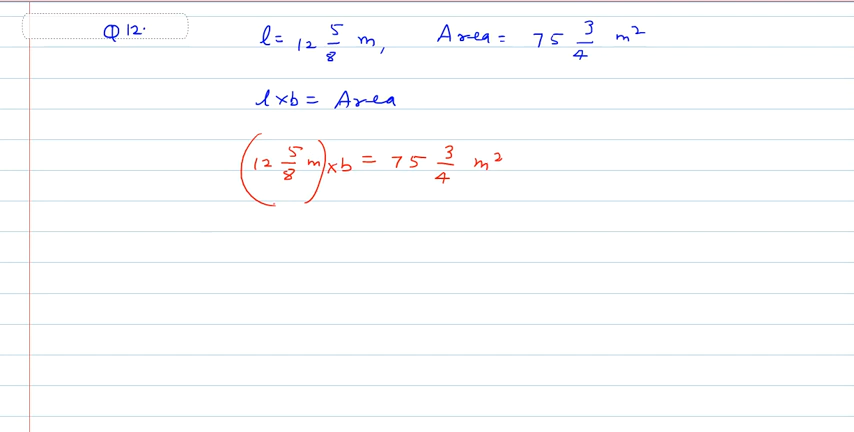 Q 12. l = 12 5/8 m, Area = 75 3/4 m²
l × b = Area
(12 5/8 m) × b = 75 3/4 m²